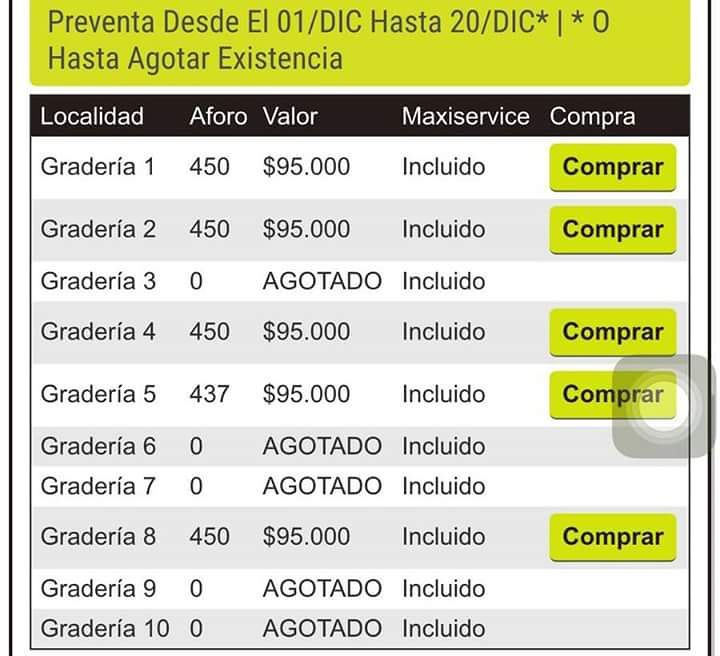 Preventa Desde El 01/DIC Hasta 20/DIC* | * O
Hasta Agotar Existencia
Localidad Aforo Valor Maxiservice Compra
Gradería 1 450 $95.000 Incluido Comprar
Gradería 2 450 $95.000 Incluido Comprar
Gradería 3 0 AGOTADO Incluido
Gradería 4 450 $95.000 Incluido Comprar
Gradería 5 437 $95.000 Incluido Comprar
Gradería 6 0 AGOTADO Incluido
Gradería 7 0 AGOTADO Incluido
Gradería 8 450 $95.000 Incluido Comprar
Gradería 9 0 AGOTADO Incluido
Gradería 10 0 AGOTADO Incluido